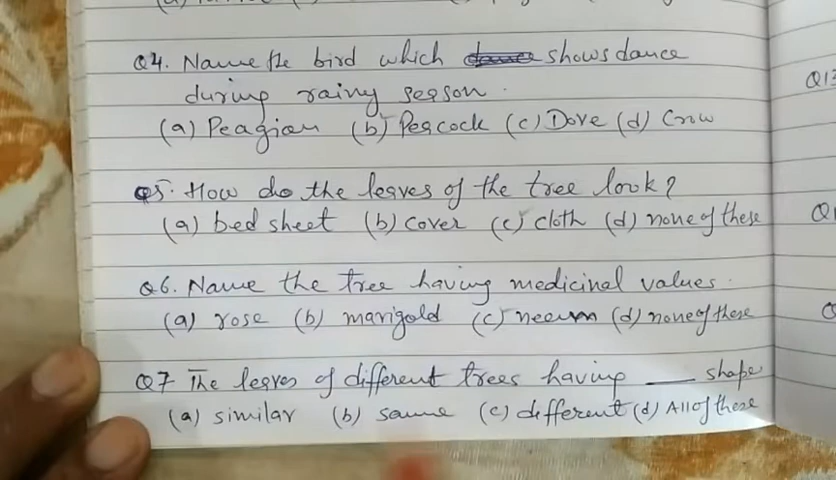 Q4. Name the bird which shows dance
during rainy season.
(a) Peagion (b) Peacock (c) Dove (d) Crow
Q5. How do the leaves of the tree look?
(a) bed sheet (b) cover (c) cloth (d) none of these
Q6. Name the tree having medicinal values.
(a) rose (b) marigold (c) neem (d) none of these
Q7 The leaves of different trees having ___ shape
(a) similar (b) same (c) different (d) All of these